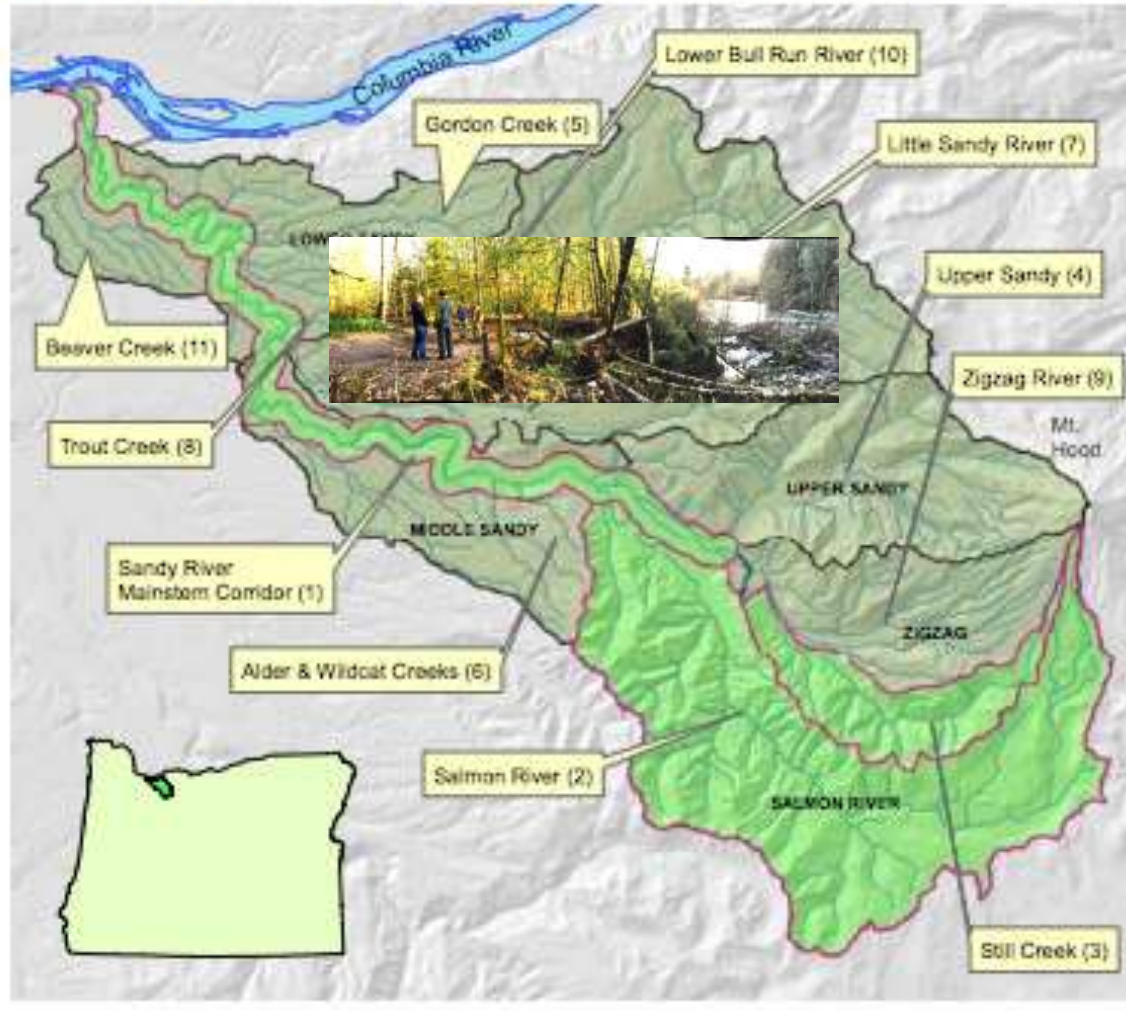 Columbia River
Lower Bull Run River (10)
Gordon Creek (5)
Little Sandy River (7)
Upper Sandy (4)
Beaver Creek (11)
Zigzag River (9)
Mt.
Hood
Trout Creek (8)
UPPER SANDY
MIDDLE SANDY
Sandy River
Mainstem Corridor (1)
ZIGZAG
Alder & Wildcat Creeks (6)
Salmon River (2)
SALMON RIVER
Still Creek (3)